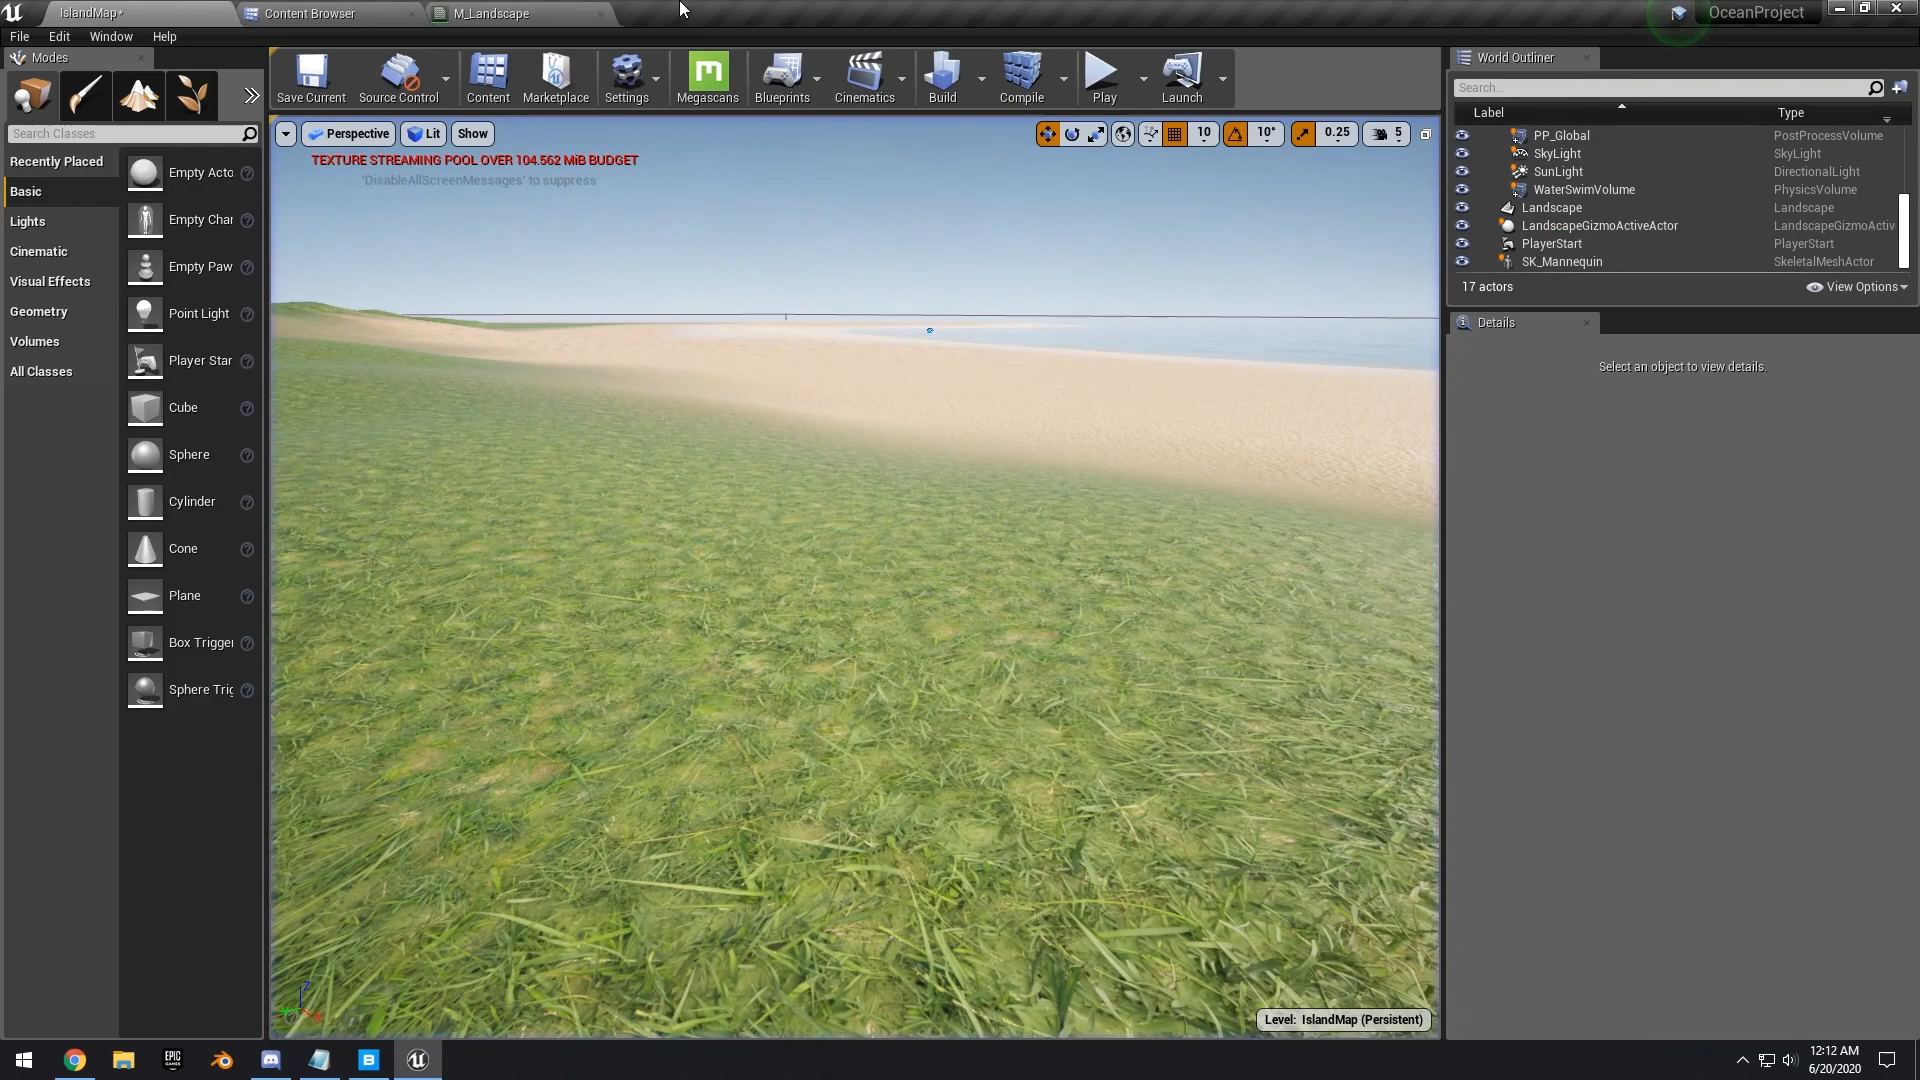 IslandMap*
Content Browser
M_Landscape
OceanProject
File Edit Window Help
Modes
Save Current
Source Control
Content
Marketplace
Settings
Megascans
Blueprints
Cinematics
Build
Compile
Play
Launch
Search Classes
Recently Placed
Basic
Lights
Cinematic
Visual Effects
Geometry
Volumes
All Classes
Empty Acto
Empty Char
Empty Paw
Point Light
Player Star
Cube
Sphere
Cylinder
Cone
Plane
Box Trigger
Sphere Trig
Perspective
Lit
Show
10
10°
0.25
5
TEXTURE STREAMING POOL OVER 104.562 MiB BUDGET
'DisableAllScreenMessages' to suppress
Level: IslandMap (Persistent)
World Outliner
Search...
Label Type
PP_Global PostProcessVolume
SkyLight SkyLight
SunLight DirectionalLight
WaterSwimVolume PhysicsVolume
Landscape Landscape
LandscapeGizmoActiveActor LandscapeGizmoActiv
PlayerStart PlayerStart
SK_Mannequin SkeletalMeshActor
17 actors
View Options
Details
Select an object to view details.
EPIC
GAMES
12:12 AM
6/20/2020